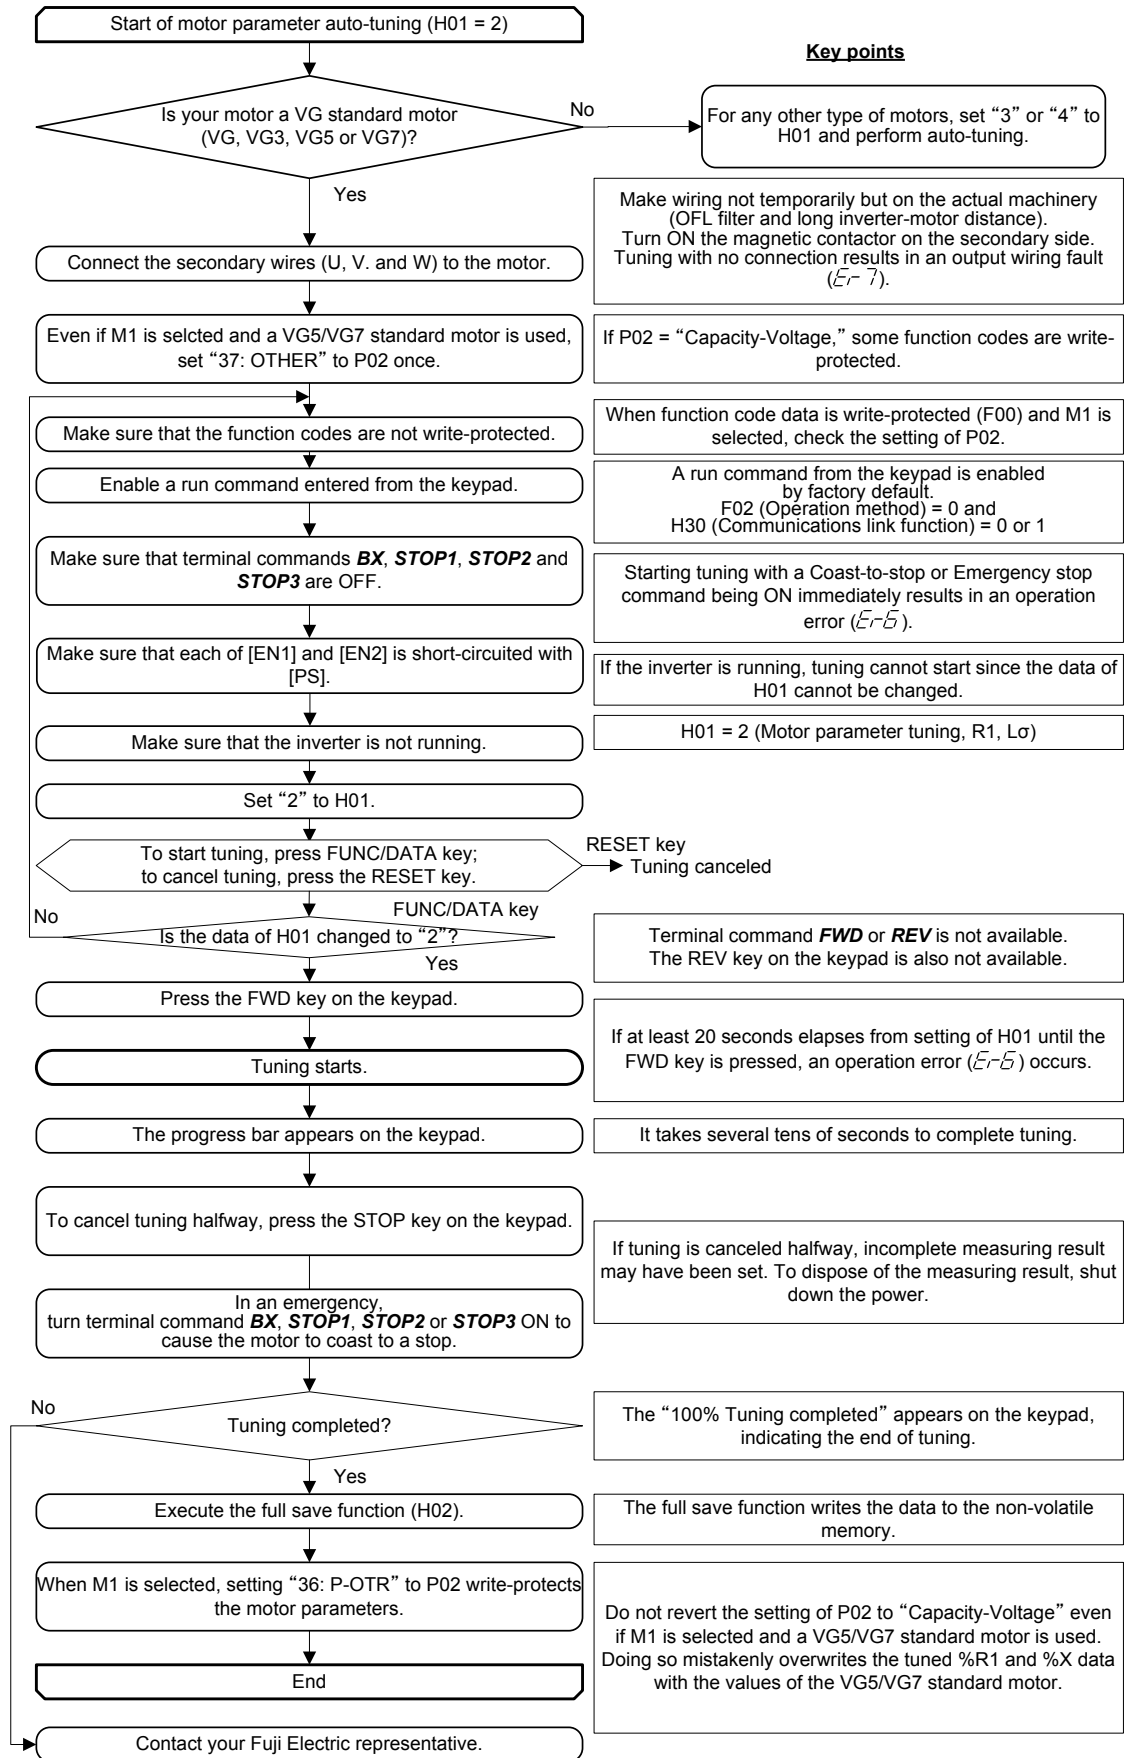 Start of motor parameter auto-tuning (H01 = 2)
Key points
Is your motor a VG standard motor
(VG, VG3, VG5 or VG7)?
No
For any other type of motors, set “3” or “4” to
H01 and perform auto-tuning.
Yes
Make wiring not temporarily but on the actual machinery
(OFL filter and long inverter-motor distance).
Turn ON the magnetic contactor on the secondary side.
Tuning with no connection results in an output wiring fault
(Er 7).
Connect the secondary wires (U, V. and W) to the motor.
Even if M1 is selcted and a VG5/VG7 standard motor is used,
set “37: OTHER” to P02 once.
If P02 = “Capacity-Voltage,” some function codes are write-
protected.
Make sure that the function codes are not write-protected.
When function code data is write-protected (F00) and M1 is
selected, check the setting of P02.
Enable a run command entered from the keypad.
A run command from the keypad is enabled
by factory default.
F02 (Operation method) = 0 and
H30 (Communications link function) = 0 or 1
Make sure that terminal commands BX, STOP1, STOP2 and
STOP3 are OFF.
Starting tuning with a Coast-to-stop or Emergency stop
command being ON immediately results in an operation
error (Er6).
Make sure that each of [EN1] and [EN2] is short-circuited with
[PS].
If the inverter is running, tuning cannot start since the data of
H01 cannot be changed.
Make sure that the inverter is not running.
H01 = 2 (Motor parameter tuning, R1, Lσ)
Set “2” to H01.
To start tuning, press FUNC/DATA key;
to cancel tuning, press the RESET key.
RESET key
Tuning canceled
FUNC/DATA key
No
Is the data of H01 changed to “2”?
Yes
Terminal command FWD or REV is not available.
The REV key on the keypad is also not available.
Press the FWD key on the keypad.
If at least 20 seconds elapses from setting of H01 until the
FWD key is pressed, an operation error (Er6) occurs.
Tuning starts.
The progress bar appears on the keypad.
It takes several tens of seconds to complete tuning.
To cancel tuning halfway, press the STOP key on the keypad.
If tuning is canceled halfway, incomplete measuring result
may have been set. To dispose of the measuring result, shut
down the power.
In an emergency,
turn terminal command BX, STOP1, STOP2 or STOP3 ON to
cause the motor to coast to a stop.
No
Tuning completed?
Yes
The “100% Tuning completed” appears on the keypad,
indicating the end of tuning.
Execute the full save function (H02).
The full save function writes the data to the non-volatile
memory.
When M1 is selected, setting “36: P-OTR” to P02 write-protects
the motor parameters.
Do not revert the setting of P02 to “Capacity-Voltage” even
if M1 is selected and a VG5/VG7 standard motor is used.
Doing so mistakenly overwrites the tuned %R1 and %X data
with the values of the VG5/VG7 standard motor.
End
Contact your Fuji Electric representative.